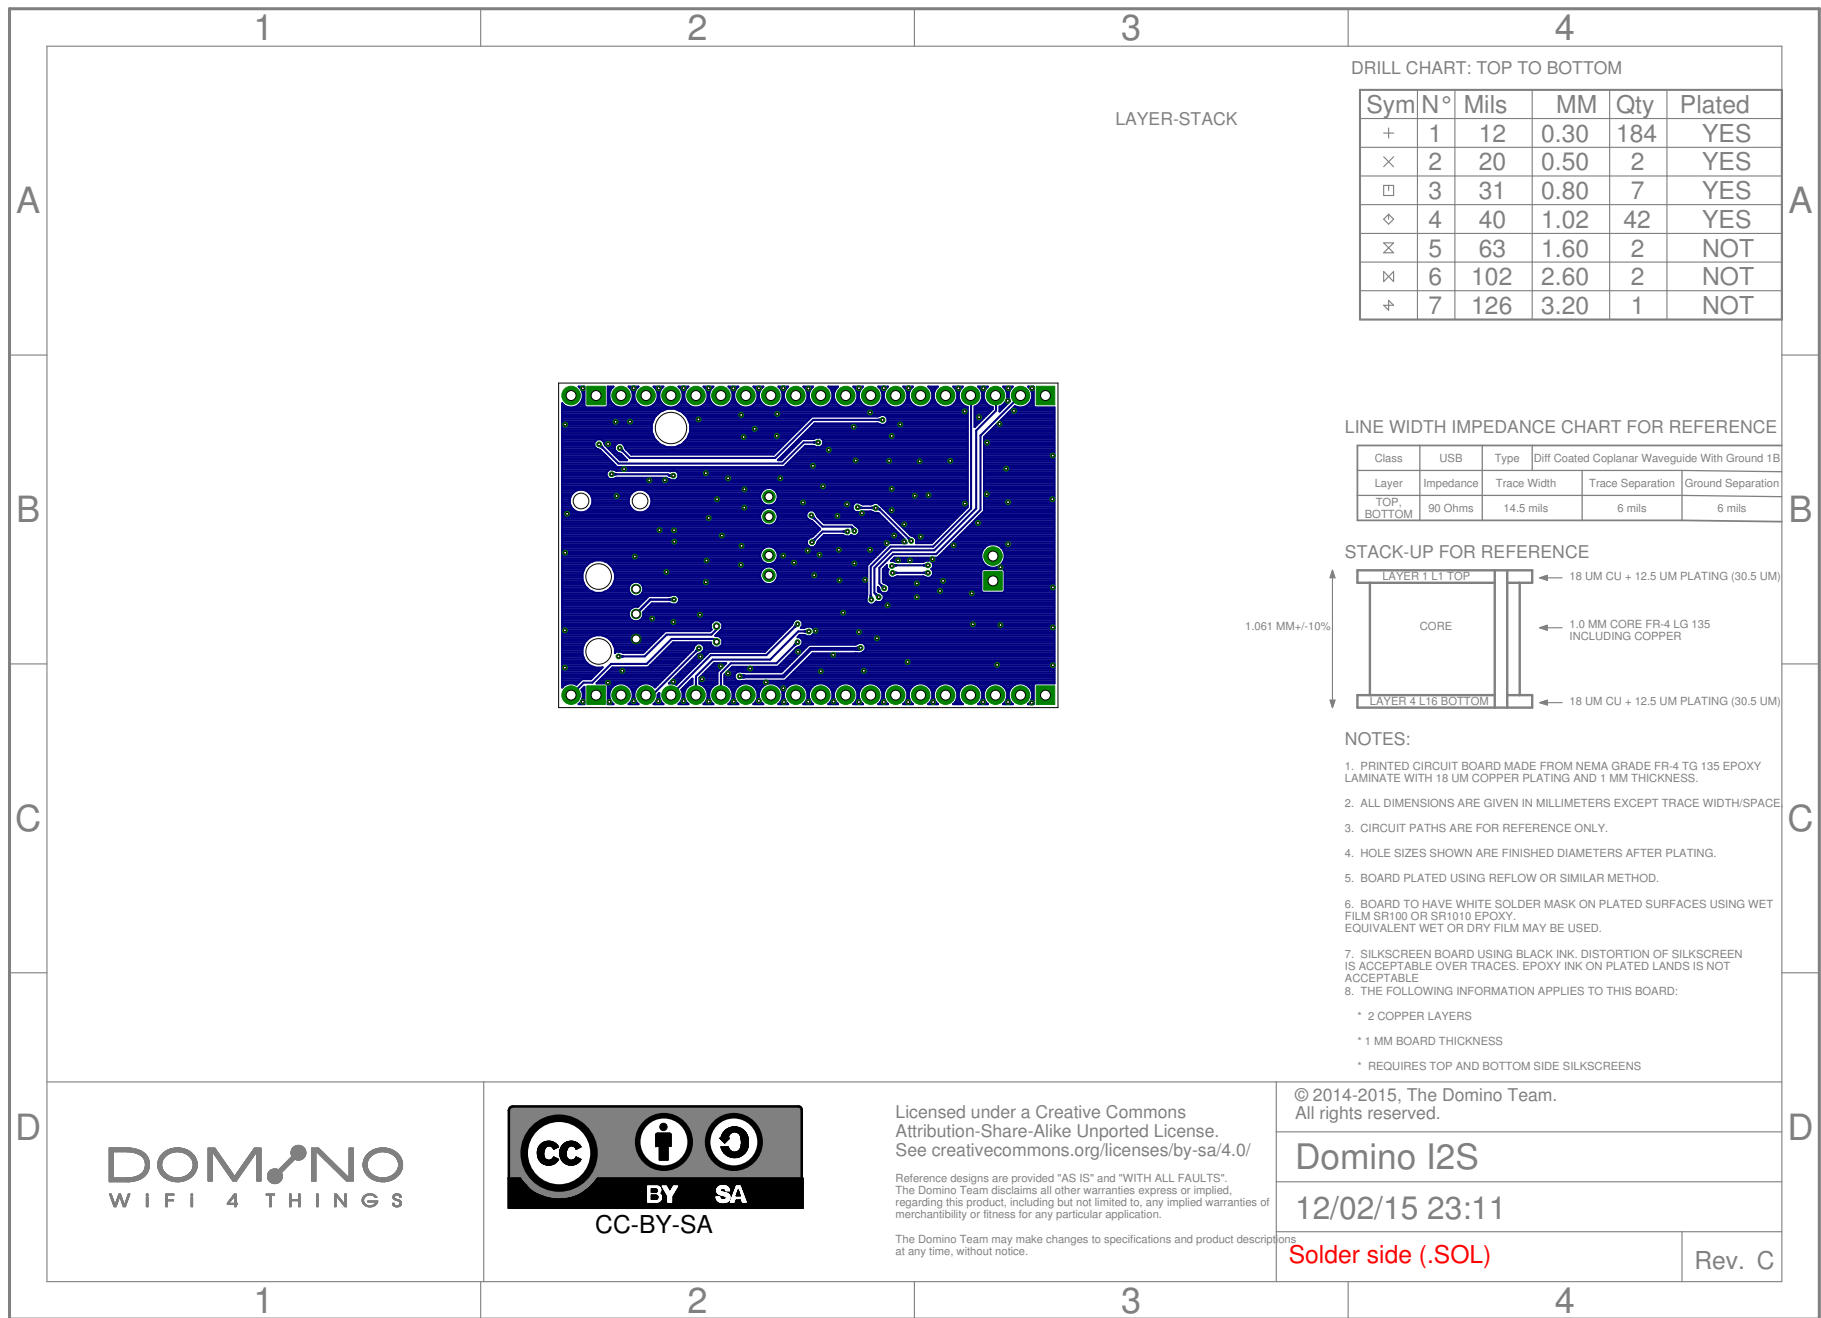 1 2 3 4
DRILL CHART: TOP TO BOTTOM
LAYER-STACK
Sym N° Mils MM Qty Plated
1 12 0.30 184 YES
2 20 0.50 2 YES
3 31 0.80 7 YES
4 40 1.02 42 YES
5 63 1.60 2 NOT
6 102 2.60 2 NOT
7 126 3.20 1 NOT
A A
LINE WIDTH IMPEDANCE CHART FOR REFERENCE
Class USB Type Diff Coated Coplanar Waveguide With Ground 1B
Layer Impedance Trace Width Trace Separation Ground Separation
TOP, BOTTOM 90 Ohms 14.5 mils 6 mils 6 mils
B B
STACK-UP FOR REFERENCE
LAYER 1 L1 TOP 18 UM CU + 12.5 UM PLATING (30.5 UM)
1.061 MM+/-10% CORE 1.0 MM CORE FR-4 LG 135
INCLUDING COPPER
LAYER 4 L16 BOTTOM 18 UM CU + 12.5 UM PLATING (30.5 UM)
NOTES:
1. PRINTED CIRCUIT BOARD MADE FROM NEMA GRADE FR-4 TG 135 EPOXY
LAMINATE WITH 18 UM COPPER PLATING AND 1 MM THICKNESS.
2. ALL DIMENSIONS ARE GIVEN IN MILLIMETERS EXCEPT TRACE WIDTH/SPACE
C C
3. CIRCUIT PATHS ARE FOR REFERENCE ONLY.
4. HOLE SIZES SHOWN ARE FINISHED DIAMETERS AFTER PLATING.
5. BOARD PLATED USING REFLOW OR SIMILAR METHOD.
6. BOARD TO HAVE WHITE SOLDER MASK ON PLATED SURFACES USING WET
FILM SR100 OR SR1010 EPOXY.
EQUIVALENT WET OR DRY FILM MAY BE USED.
7. SILKSCREEN BOARD USING BLACK INK. DISTORTION OF SILKSCREEN
IS ACCEPTABLE OVER TRACES. EPOXY INK ON PLATED LANDS IS NOT
ACCEPTABLE
8. THE FOLLOWING INFORMATION APPLIES TO THIS BOARD:
* 2 COPPER LAYERS
* 1 MM BOARD THICKNESS
* REQUIRES TOP AND BOTTOM SIDE SILKSCREENS
D D
DOMINO
WIFI 4 THINGS
CC
BY SA
CC-BY-SA
Licensed under a Creative Commons
Attribution-Share-Alike Unported License.
See creativecommons.org/licenses/by-sa/4.0/
Reference designs are provided "AS IS" and "WITH ALL FAULTS".
The Domino Team disclaims all other warranties express or implied,
regarding this product, including but not limited to, any implied warranties of
merchantibility or fitness for any particular application.
The Domino Team may make changes to specifications and product descriptions
at any time, without notice.
© 2014-2015, The Domino Team.
All rights reserved.
Domino I2S
12/02/15 23:11
Solder side (.SOL)
Rev. C
1 2 3 4